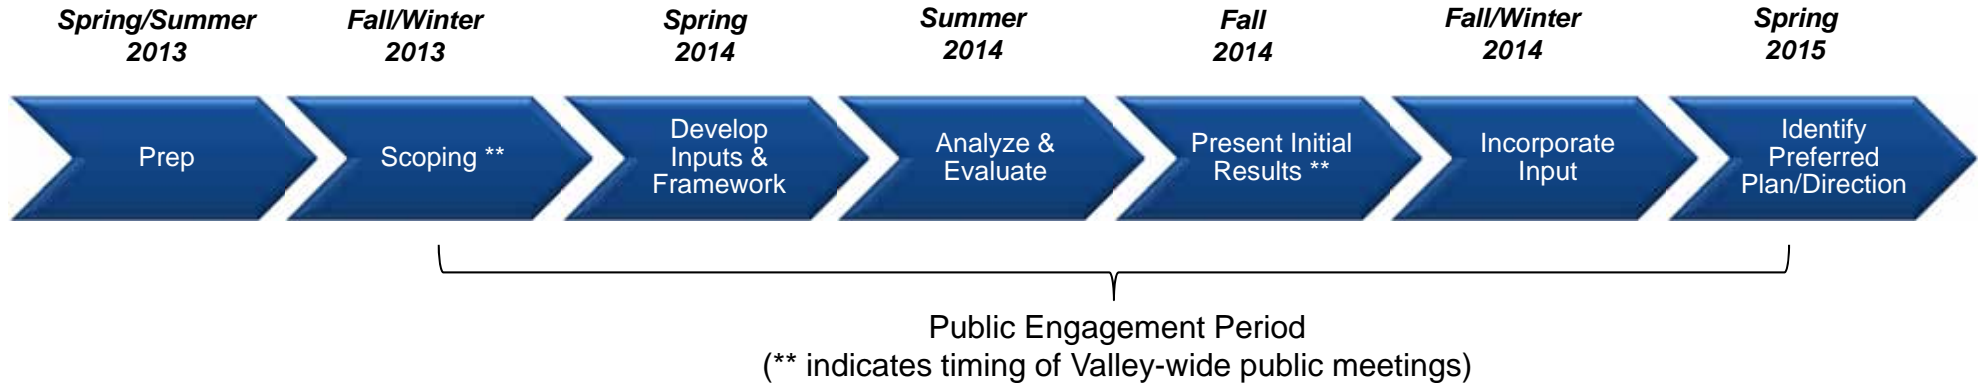 Spring/Summer
2013
Fall/Winter
2013
Spring
2014
Summer
2014
Fall
2014
Fall/Winter
2014
Spring
2015
Prep
Scoping **
Develop
Inputs &
Framework
Analyze &
Evaluate
Present Initial
Results **
Incorporate
Input
Identify
Preferred
Plan/Direction
Public Engagement Period
(** indicates timing of Valley-wide public meetings)